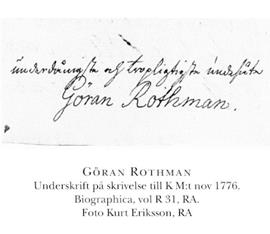 underdånigste och tropligtigste undersåte
Göran Rothman.
GÖRAN ROTHMAN
Underskrift på skrivelse till K M:t nov 1776.
Biographica, vol R 31, RA.
Foto Kurt Eriksson, RA